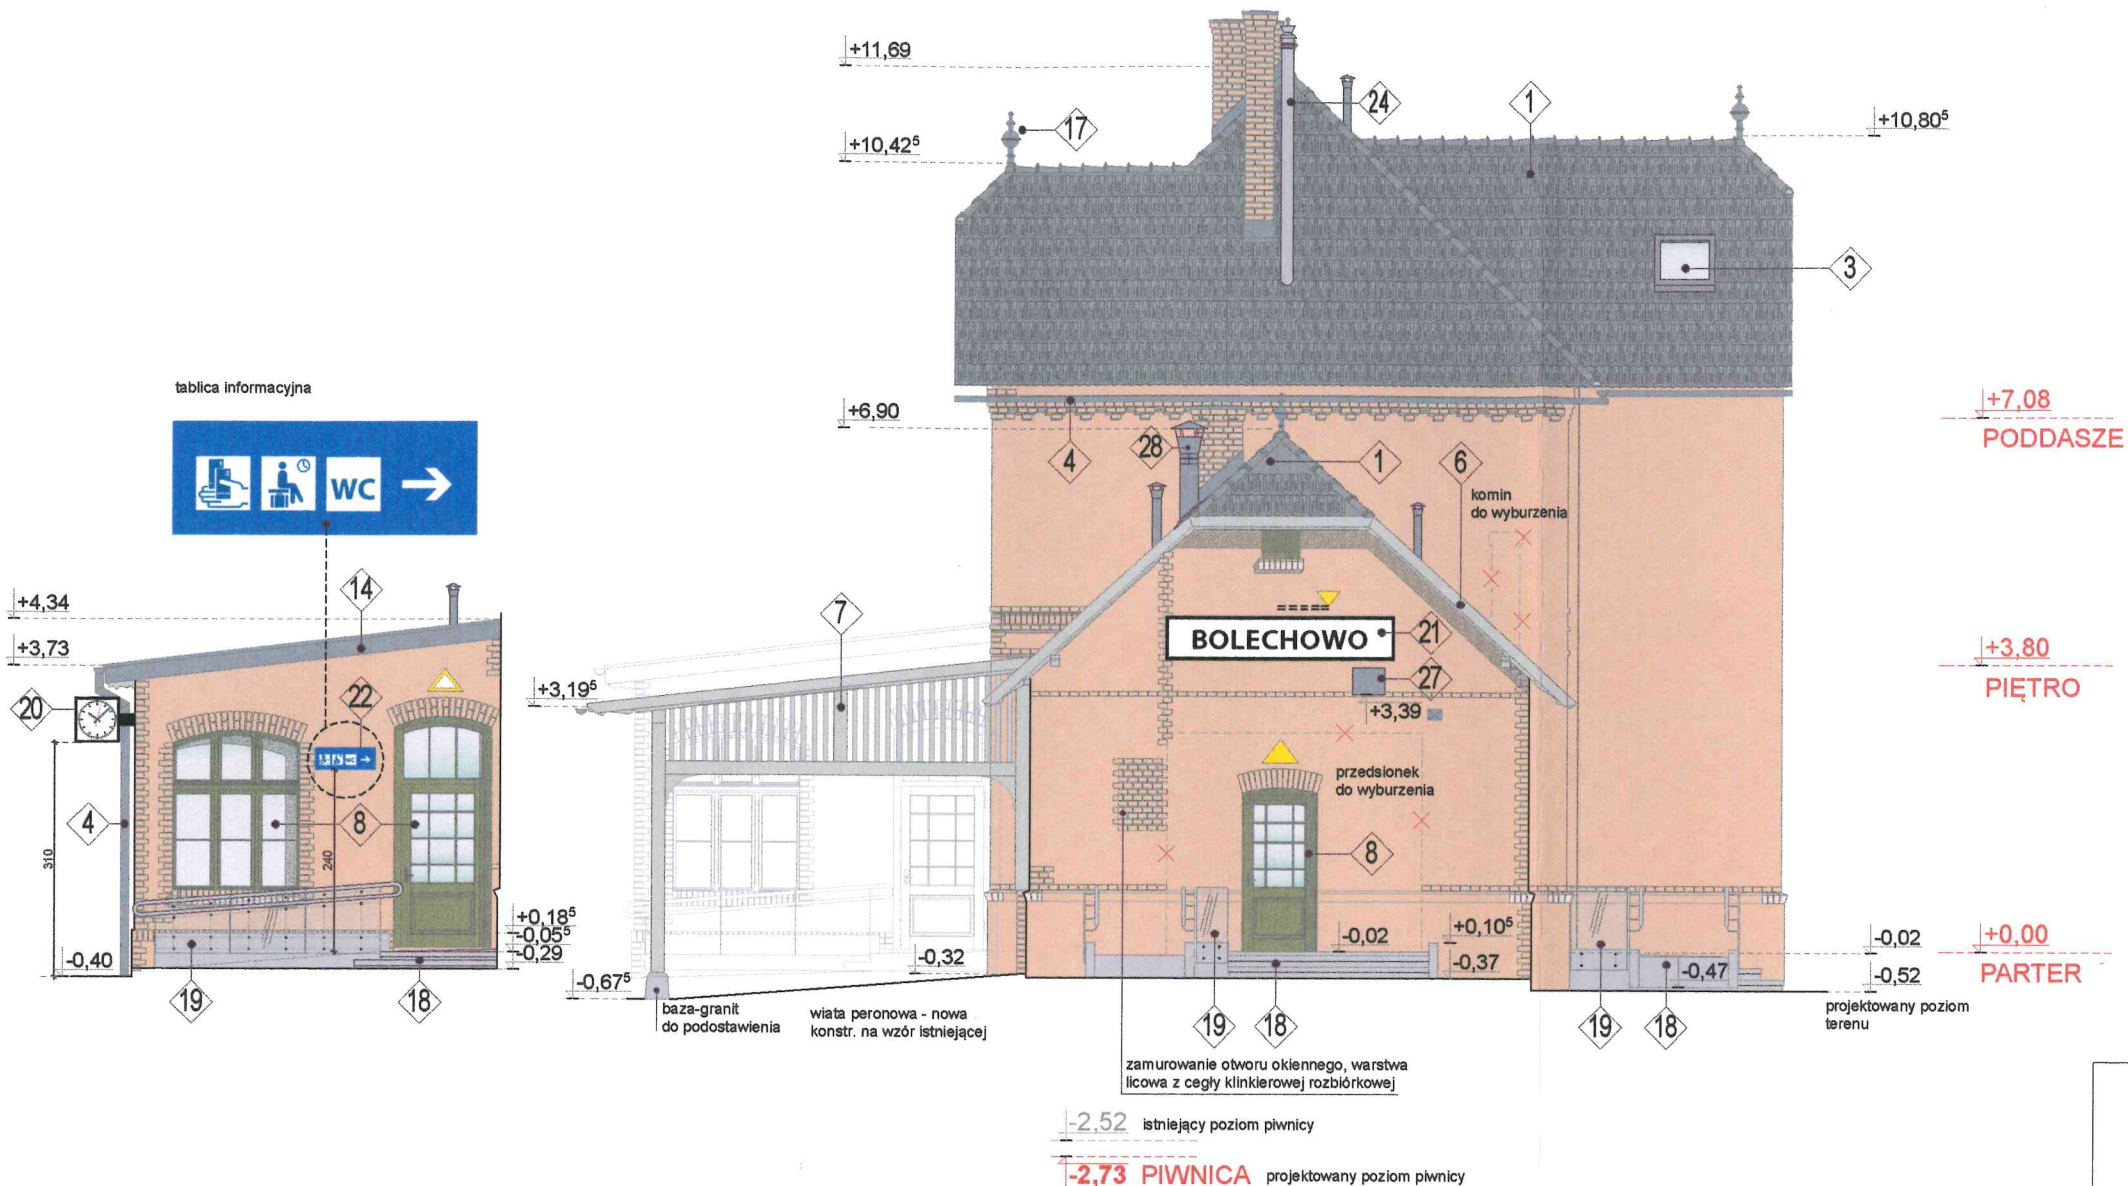 +11,69
24
1
17
+10,42⁵
+10,80⁵
3
tablica informacyjna
WC
+6,90
+7,08
PODDASZE
28
4
1
6
komin
do wyburzenia
14
7
+4,34
+3,73
BOLECHOWO
21
+3,80
PIĘTRO
27
22
20
+3,19⁵
+3,39
przedsionek
do wyburzenia
8
4
8
310
240
+0,18⁵
-0,05⁵
-0,29
-0,40
-0,02
+0,10⁵
-0,32
-0,37
-0,02
-0,47
-0,52
+0,00
PARTER
-0,67⁵
19
18
baza-granit
do podostawienia
wiata peronowa - nowa
konstr. na wzór istniejącej
19
18
19
18
projektowany poziom
terenu
zamurowanie otworu okiennego, warstwa
licowa z cegły klinkierowej rozbiórkowej
-2,52 istniejący poziom piwnicy
-2,73 PIWNICA projektowany poziom piwnicy